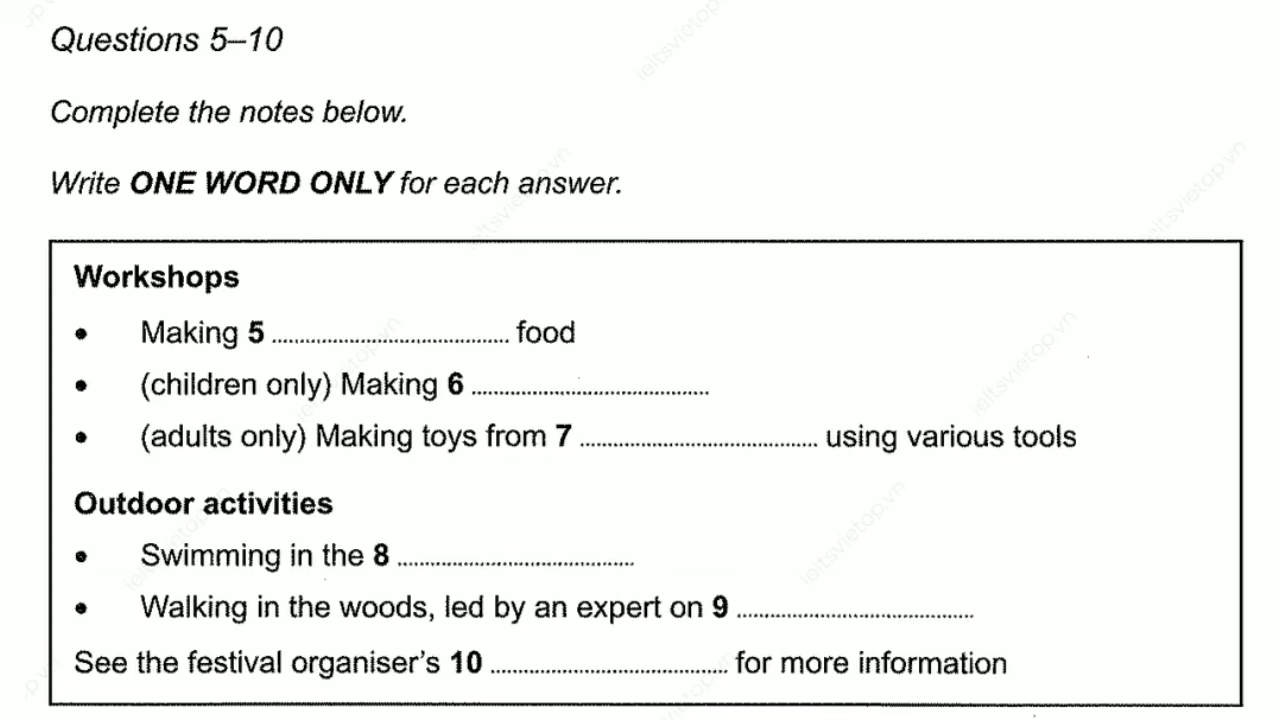 Questions 5–10
Complete the notes below.
Write ONE WORD ONLY for each answer.
Workshops
• Making 5 ........................................ food
• (children only) Making 6 ........................................
• (adults only) Making toys from 7 ........................................ using various tools
Outdoor activities
• Swimming in the 8 ........................................
• Walking in the woods, led by an expert on 9 ........................................
See the festival organiser's 10 ........................................ for more information
ieltsvietop.vn